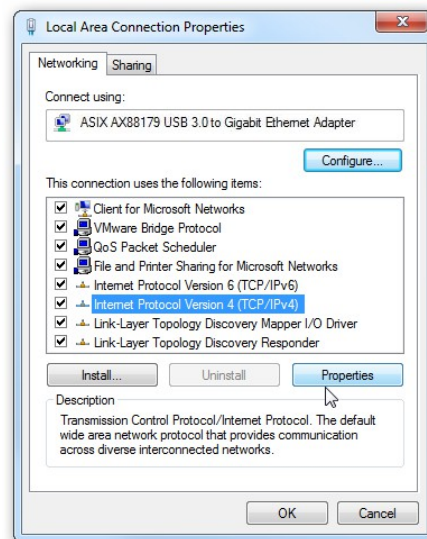 Local Area Connection Properties
Networking
Sharing
Connect using:
ASIX AX88179 USB 3.0 to Gigabit Ethernet Adapter
Configure...
This connection uses the following items:
Client for Microsoft Networks
VMware Bridge Protocol
QoS Packet Scheduler
File and Printer Sharing for Microsoft Networks
Internet Protocol Version 6 (TCP/IPv6)
Internet Protocol Version 4 (TCP/IPv4)
Link-Layer Topology Discovery Mapper I/O Driver
Link-Layer Topology Discovery Responder
Install... Uninstall Properties
Description
Transmission Control Protocol/Internet Protocol. The default
wide area network protocol that provides communication
across diverse interconnected networks.
OK Cancel